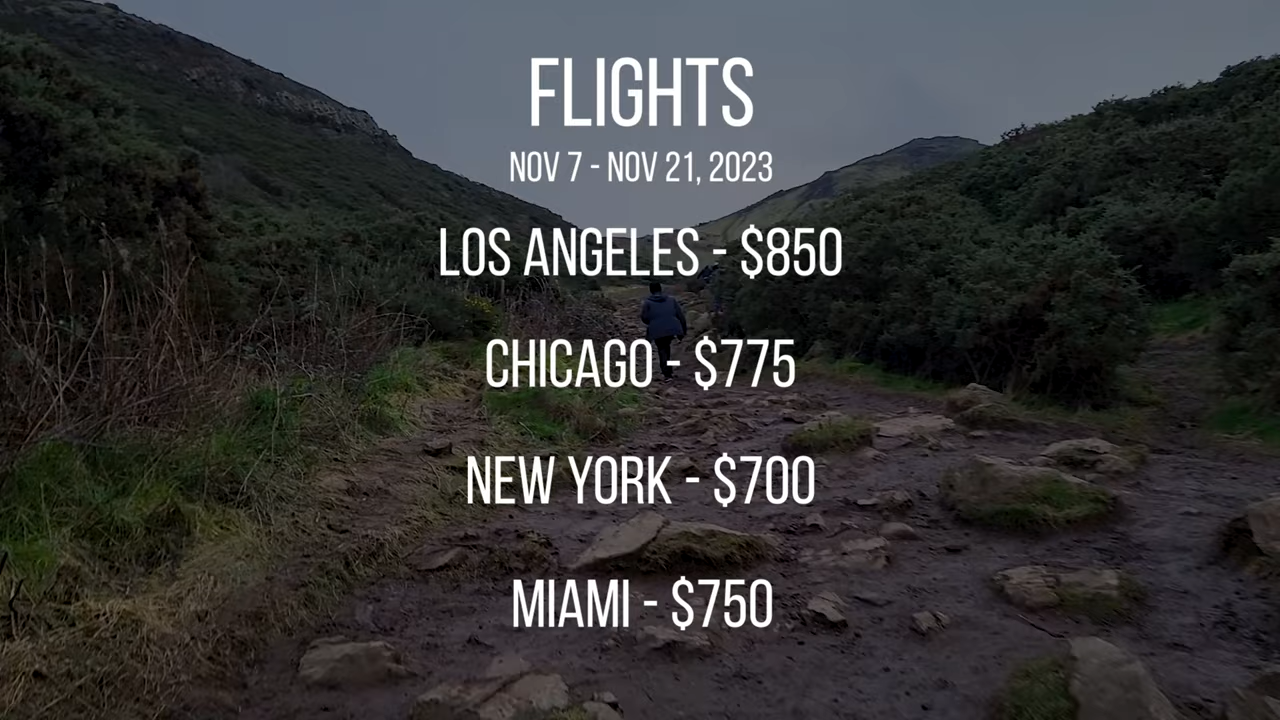 FLIGHTS
NOV 7 - NOV 21, 2023
LOS ANGELES - $850
CHICAGO - $775
NEW YORK - $700
MIAMI - $750